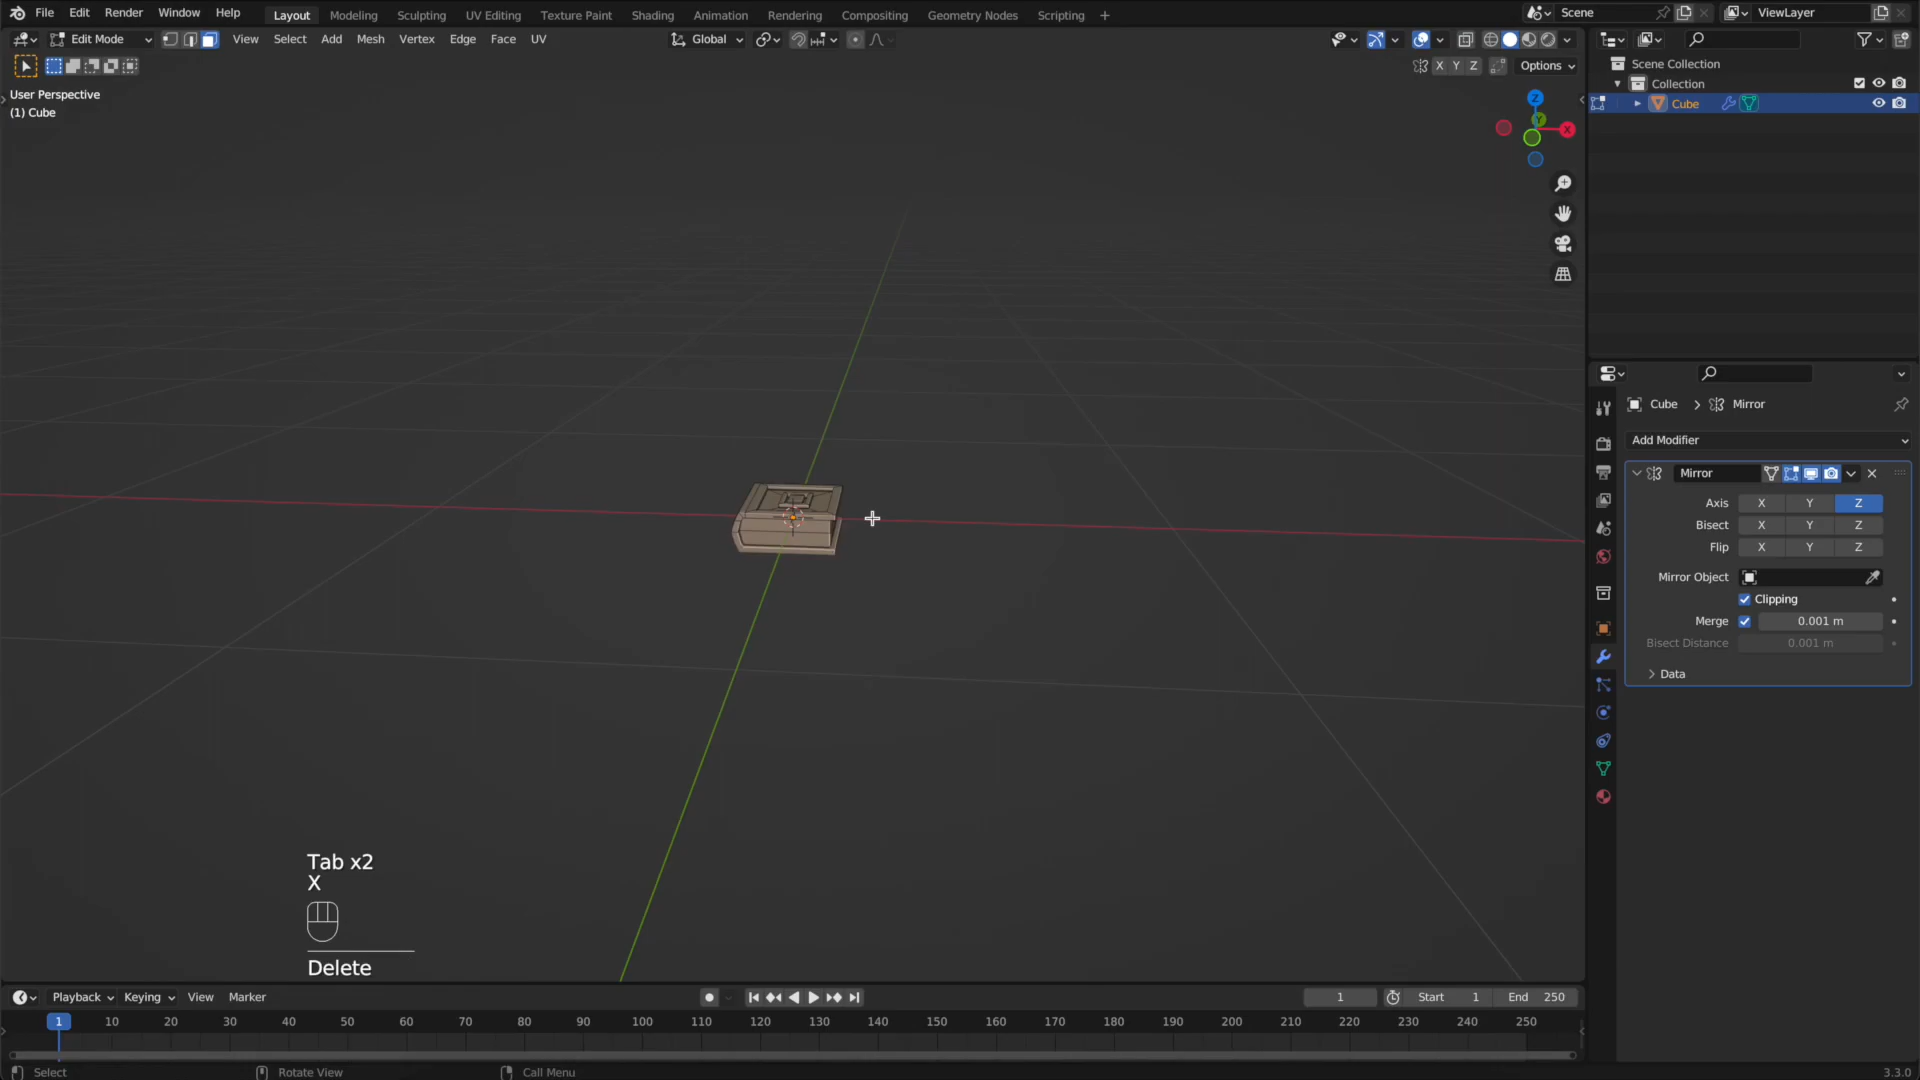 File Edit Render Window Help Layout Modeling Sculpting UV Editing Texture Paint Shading Animation Rendering Compositing Geometry Nodes Scripting + Scene ViewLayer
Edit Mode View Select Add Mesh Vertex Edge Face UV Global
X Y Z Options
User Perspective
(1) Cube
Z
Y
X
Scene Collection
Collection
Cube
Cube > Mirror
Add Modifier
Mirror
Axis X Y Z
Bisect X Y Z
Flip X Y Z
Mirror Object
Clipping
Merge 0.001 m
Bisect Distance 0.001 m
Data
Tab x2
X
Delete
Playback Keying View Marker 1 Start 1 End 250
1 10 20 30 40 50 60 70 80 90 100 110 120 130 140 150 160 170 180 190 200 210 220 230 240 250
Select Rotate View Call Menu 3.3.0